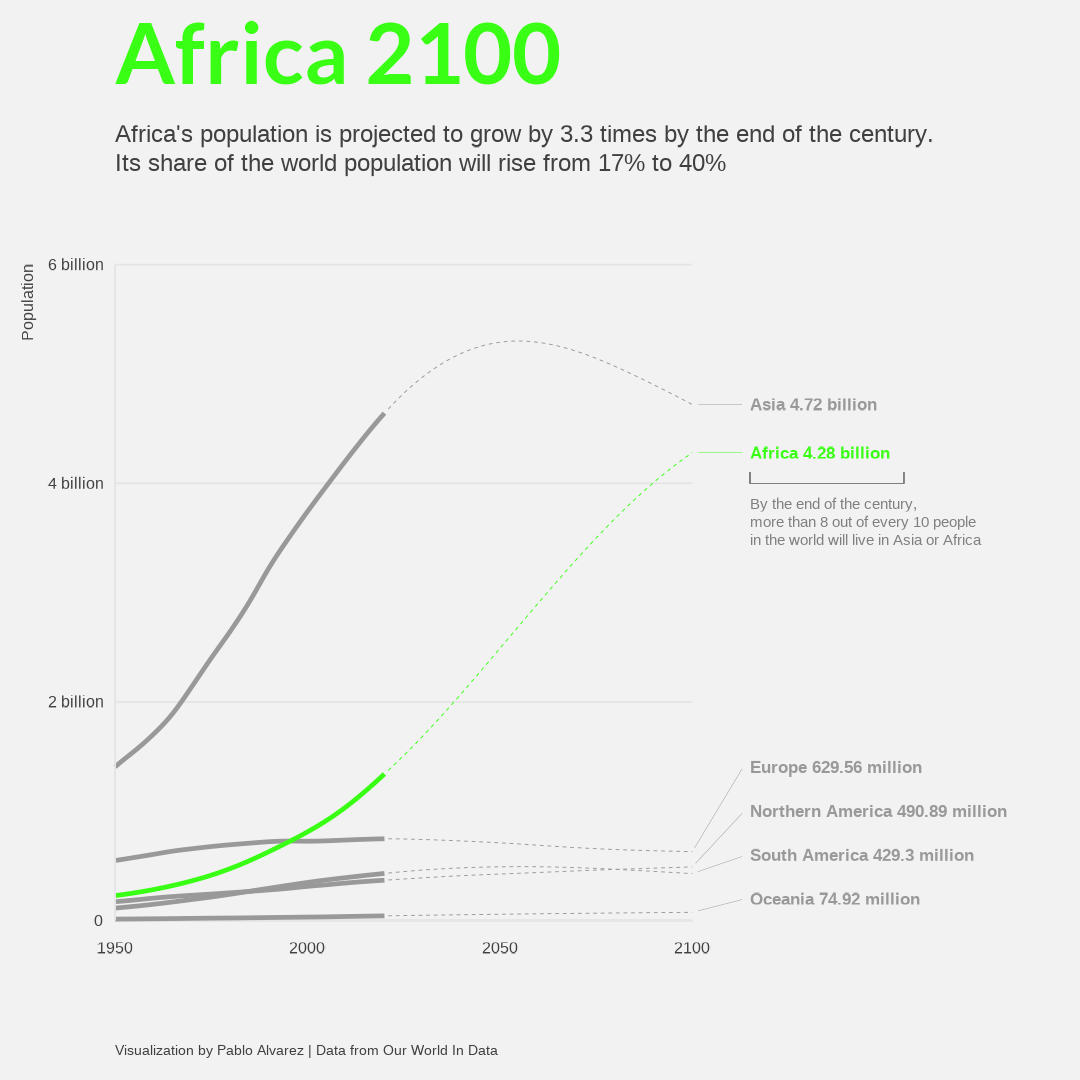 Africa 2100
Africa's population is projected to grow by 3.3 times by the end of the century.
Its share of the world population will rise from 17% to 40%
Population
6 billion
4 billion
2 billion
0
1950
2000
2050
2100
Asia 4.72 billion
Africa 4.28 billion
By the end of the century,
more than 8 out of every 10 people
in the world will live in Asia or Africa
Europe 629.56 million
Northern America 490.89 million
South America 429.3 million
Oceania 74.92 million
Visualization by Pablo Alvarez | Data from Our World In Data